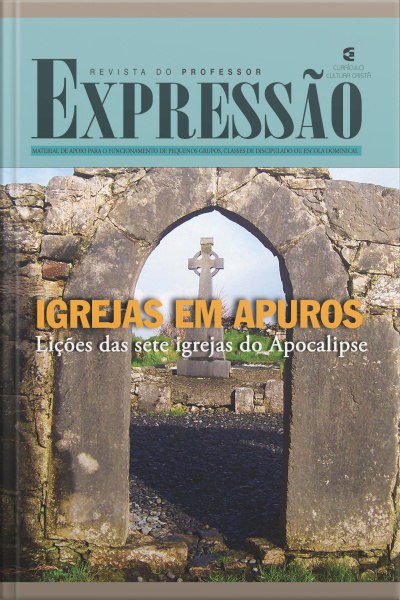 REVISTA DO PROFESSOR
EXPRESSÃO
CURRÍCULO
CULTURA CRISTÃ
MATERIAL DE APOIO PARA O FUNCIONAMENTO DE PEQUENOS GRUPOS, CLASSES DE DISCIPULADO OU ESCOLA DOMINICAL
IGREJAS EM APUROS
Lições das sete igrejas do Apocalipse